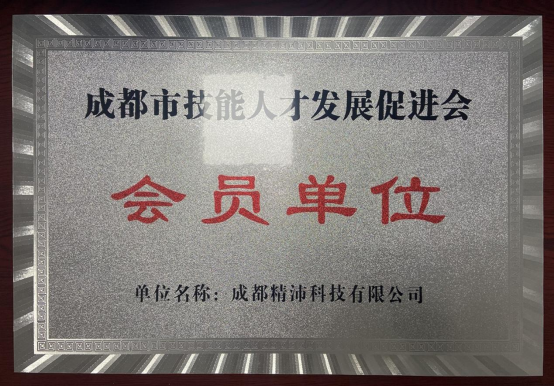 成都市技能人才发展促进会
会员单位
单位名称：成都精沛科技有限公司